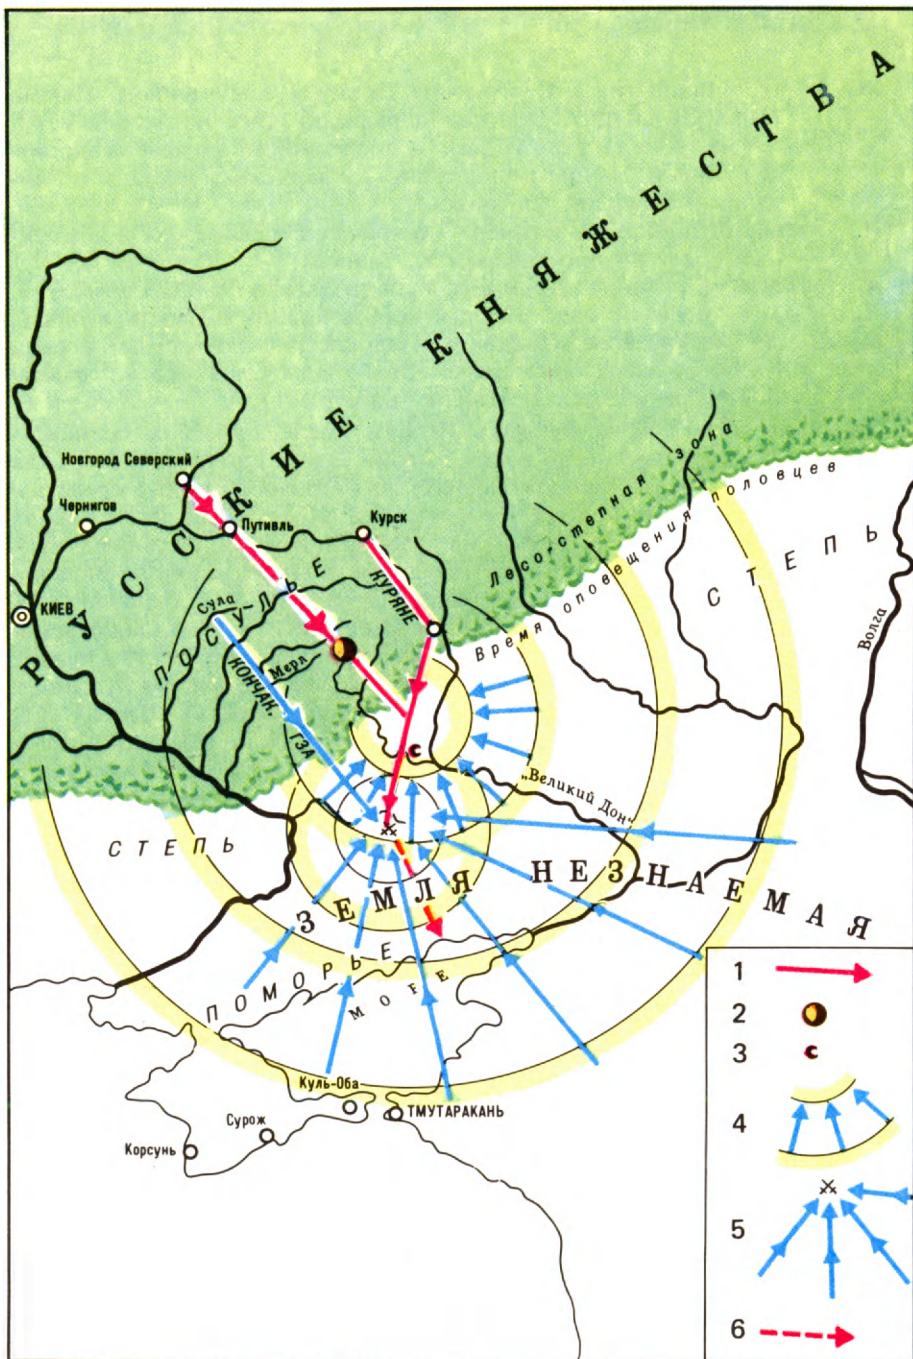 РУССКИЕ КНЯЖЕСТВА
Новгород Северский
Чернигов
Путивль
Курск
КИЕВ
ПОСУЛЬЕ
Сула
КУРЯНЕ
Мерл
КОНЧАК,
ГЗА
Лесостепная зона
Время оповещения половцев
СТЕПЬ
Волга
„Великий Дон“
СТЕПЬ
ЗЕМЛЯ НЕЗНАЕМАЯ
ПОМОРЬЕ
МОРЕ
Куль-Оба
ТМУТАРАКАНЬ
Сурож
Корсунь
1
2
3
4
5
6